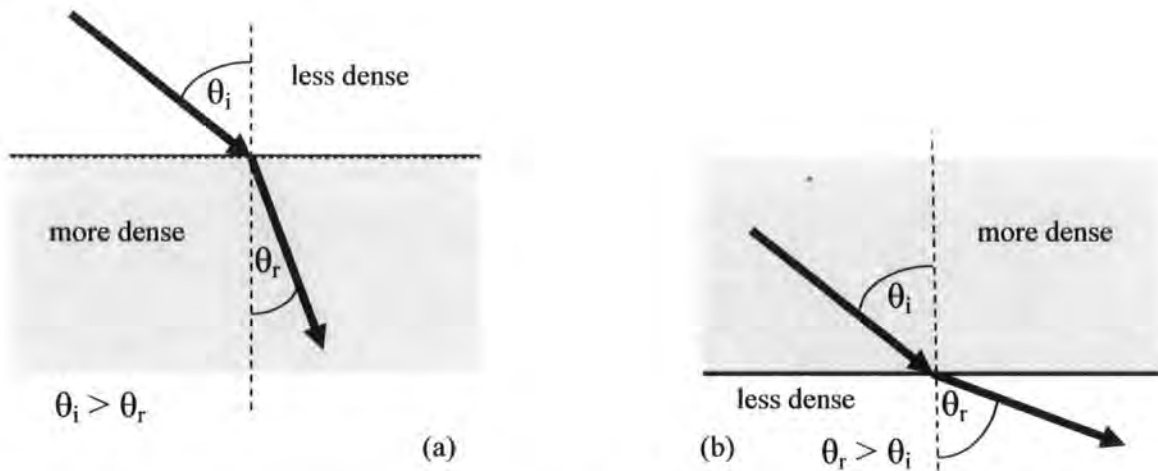 less dense
θi
more dense
θr
θi > θr
(a)
more dense
θi
less dense
θr
(b)
θr > θi